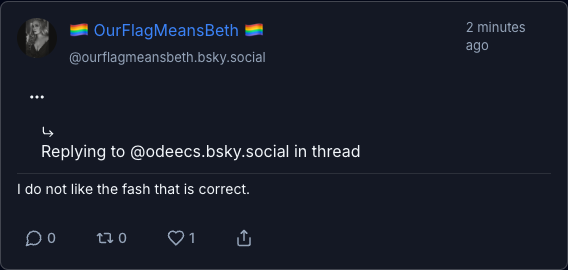 🏳️‍🌈 OurFlagMeansBeth 🏳️‍🌈
2 minutes
ago
@ourflagmeansbeth.bsky.social
...
Replying to @odeecs.bsky.social in thread
I do not like the fash that is correct.
0 0 1